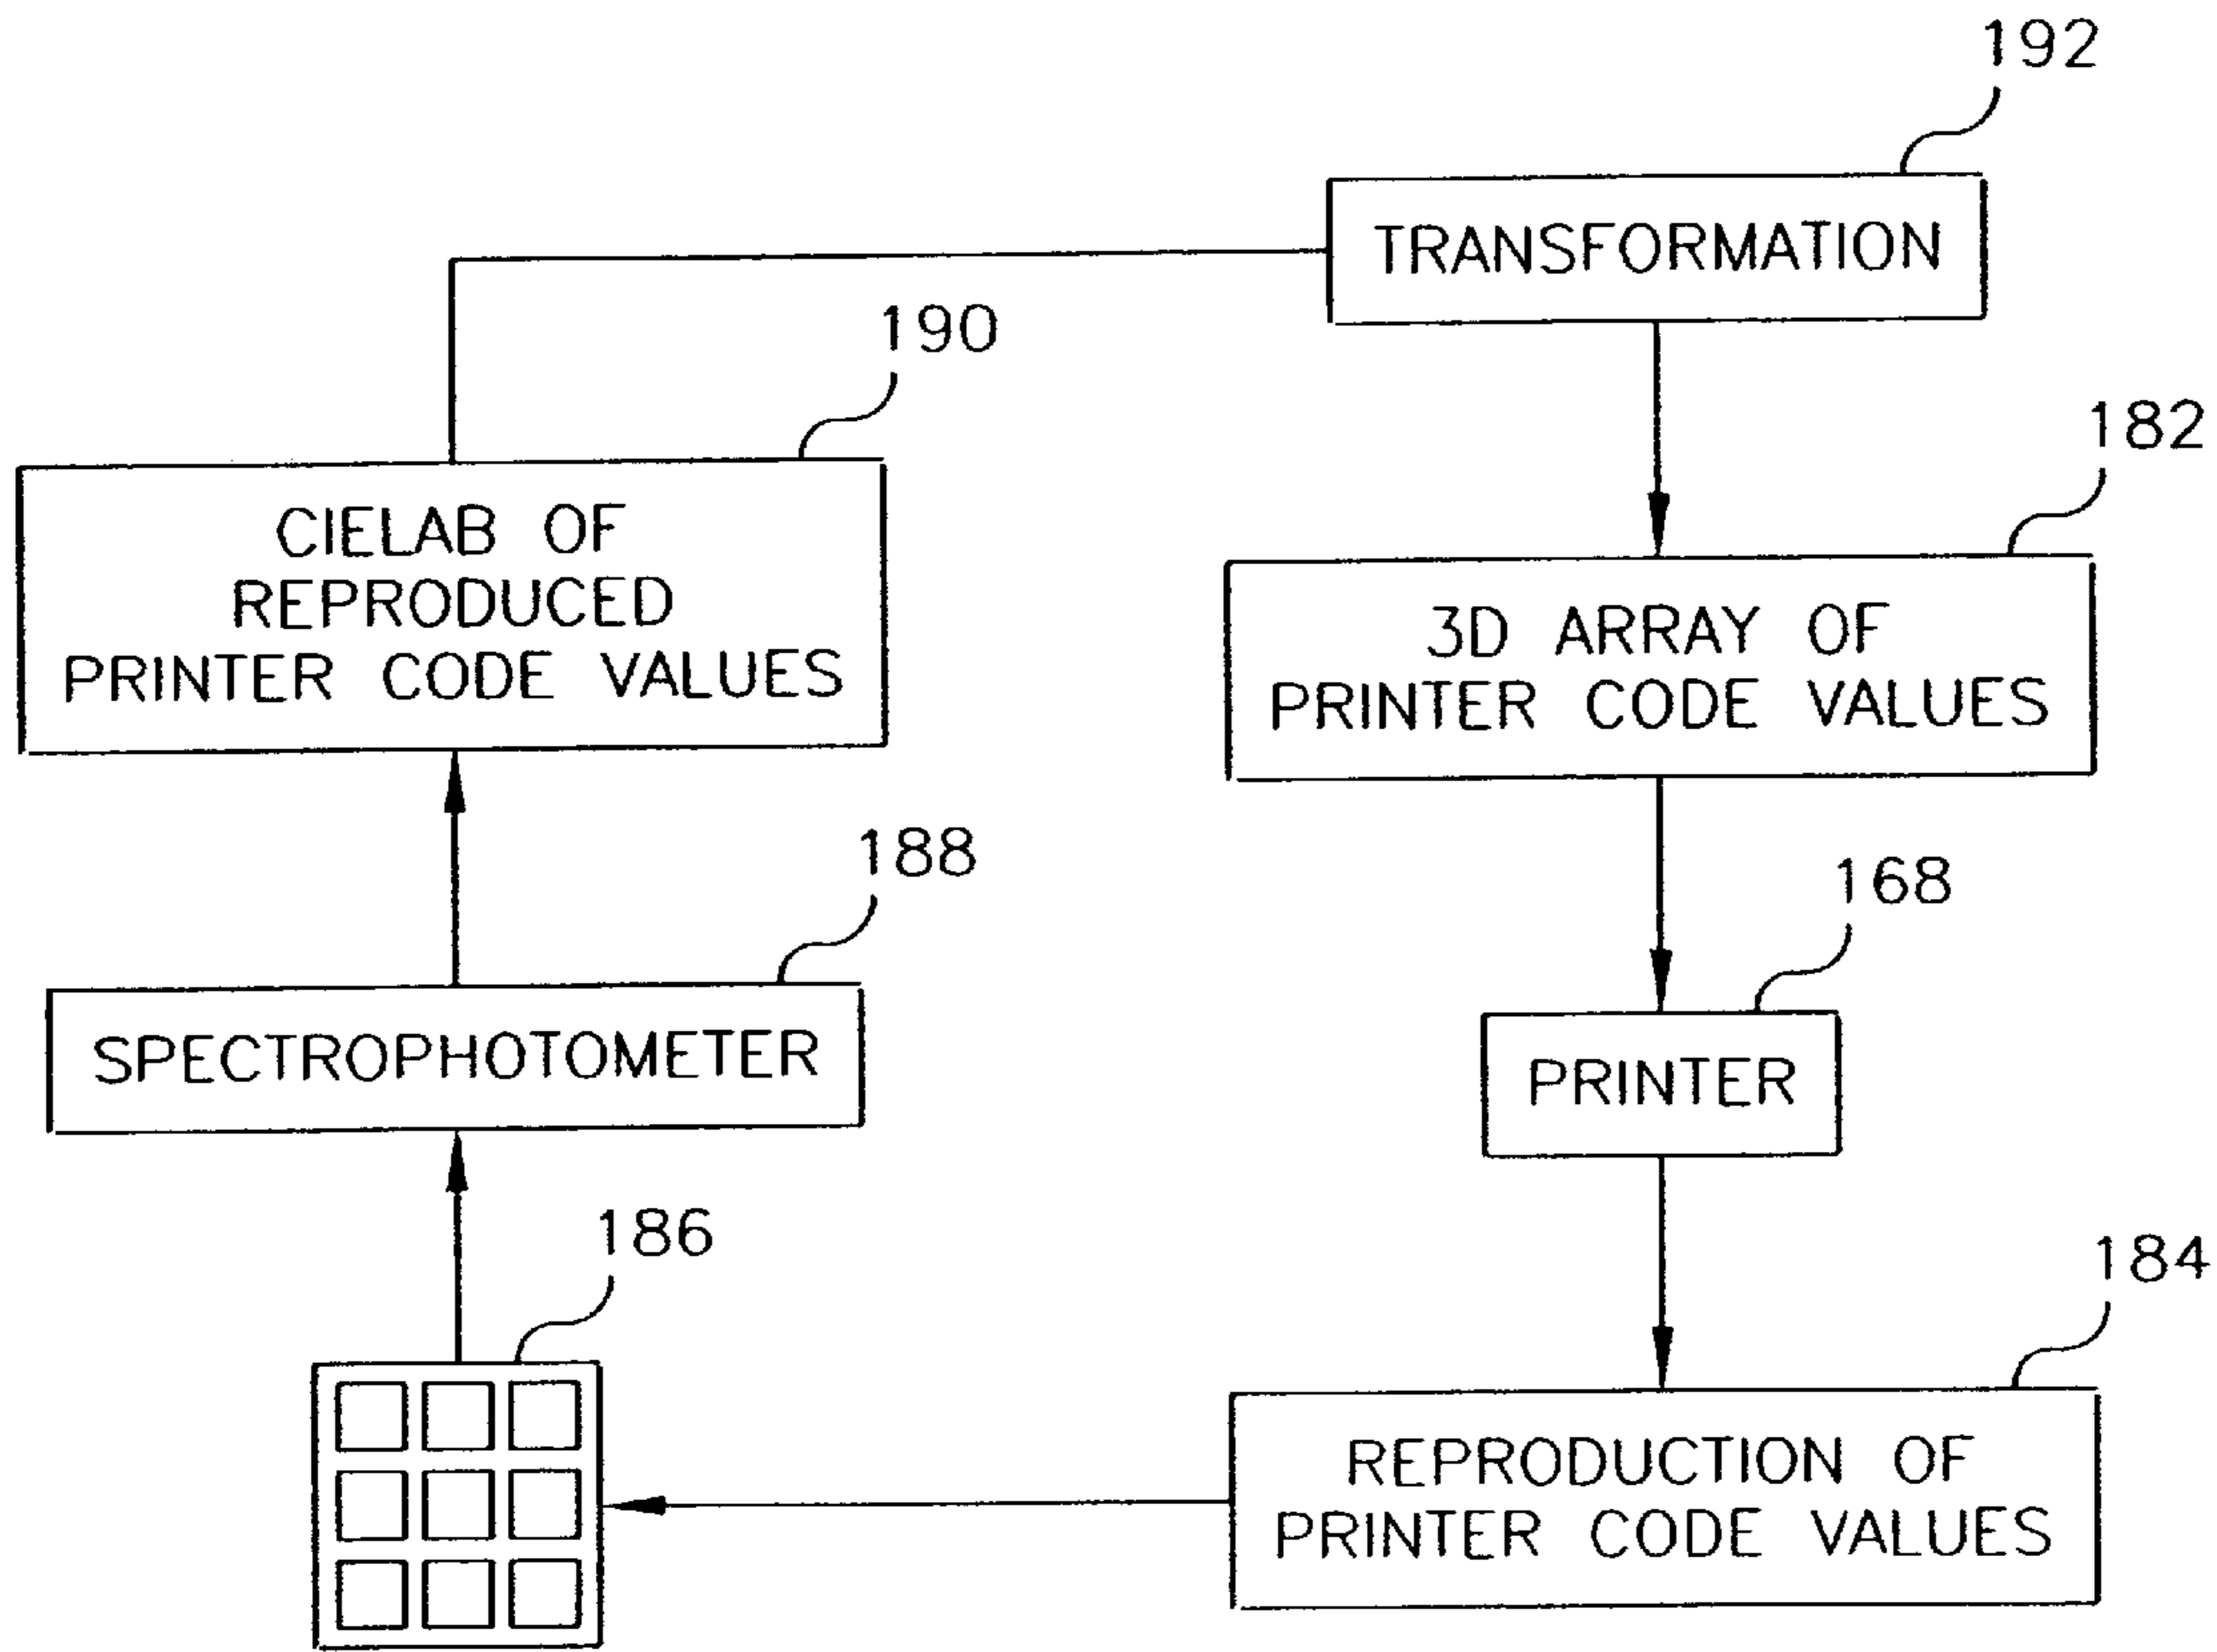 192
TRANSFORMATION
190
182
CIELAB OF
REPRODUCED
PRINTER CODE VALUES
3D ARRAY OF
PRINTER CODE VALUES
188
168
SPECTROPHOTOMETER
PRINTER
186
184
REPRODUCTION OF
PRINTER CODE VALUES